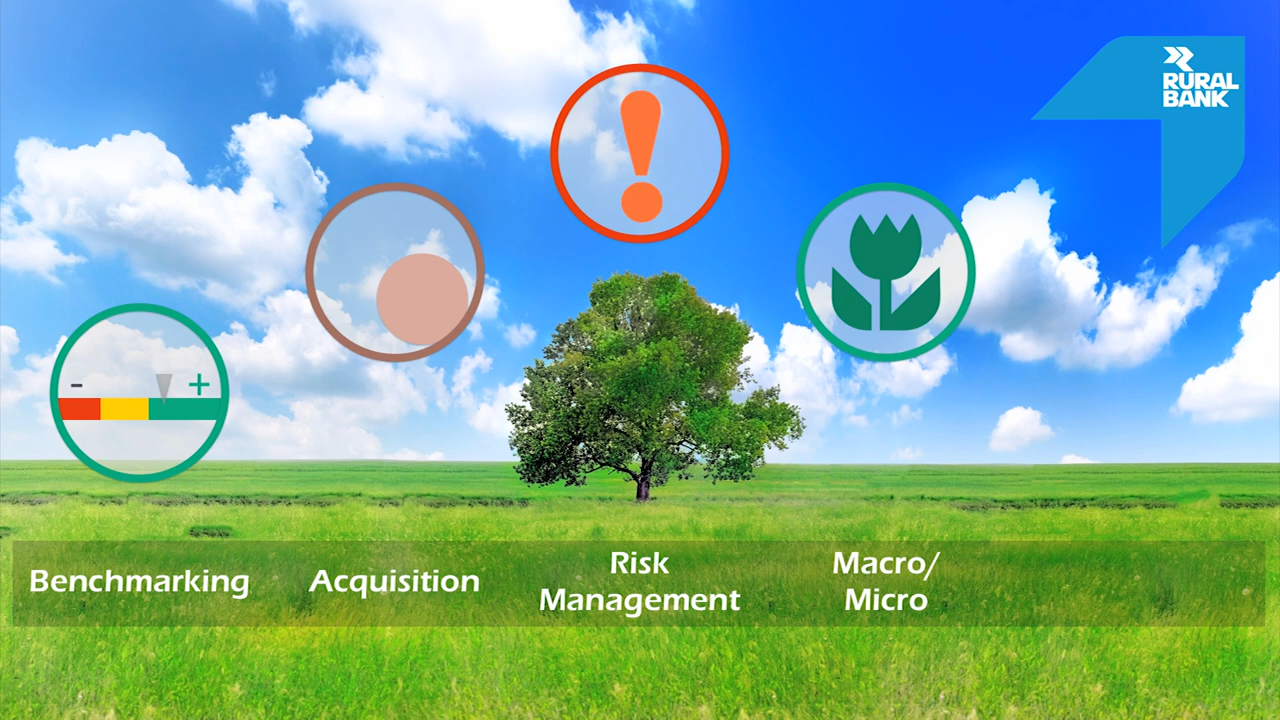 RURAL
BANK
- +
Benchmarking
Acquisition
Risk
Management
Macro/
Micro